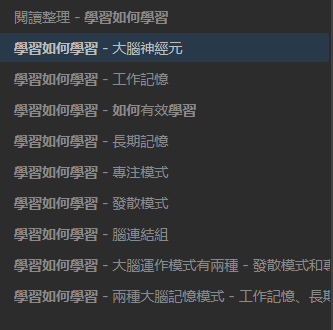 閱讀整理 - 學習如何學習
學習如何學習 - 大腦神經元
學習如何學習 - 工作記憶
學習如何學習 - 如何有效學習
學習如何學習 - 長期記憶
學習如何學習 - 專注模式
學習如何學習 - 發散模式
學習如何學習 - 腦連結組
學習如何學習 - 大腦運作模式有兩種 - 發散模式和專
學習如何學習 - 兩種大腦記憶模式 - 工作記憶、長期